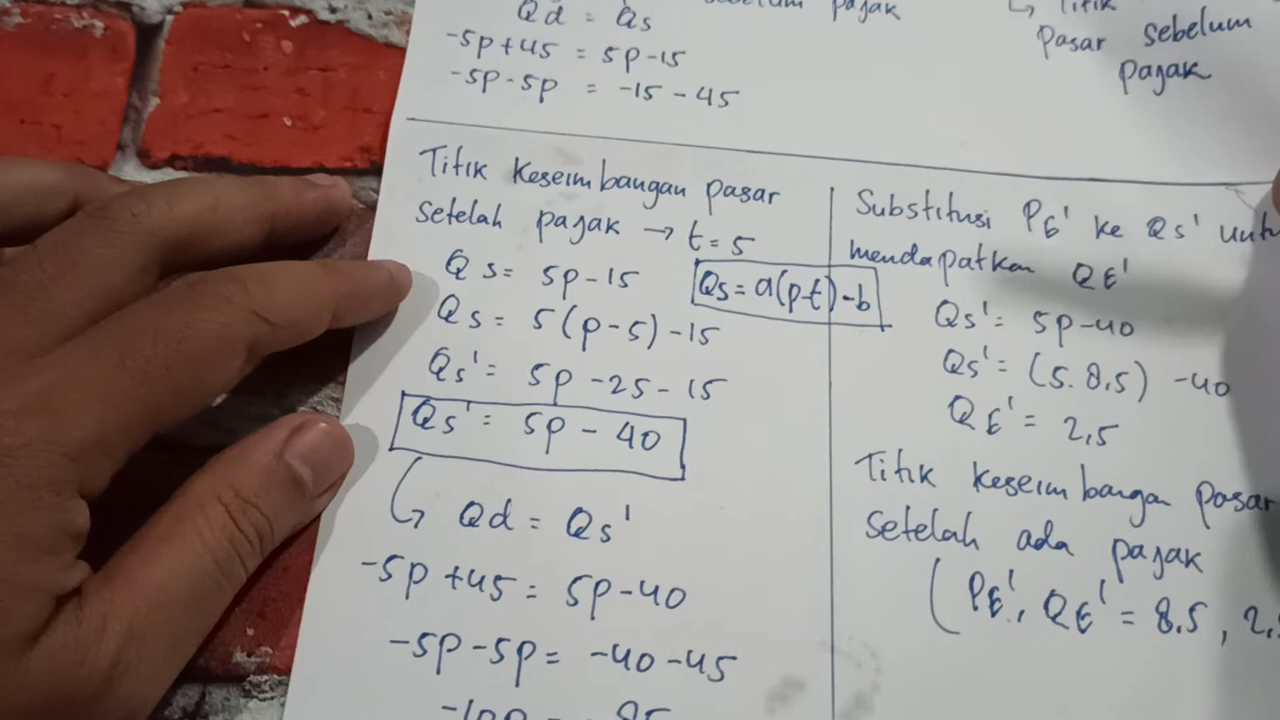 Qd = Qs
pajak
-5p+45 = 5p-15
-5p-5p = -15-45
↳ Titik
pasar sebelum
pajak
Titik Keseimbangan pasar
setelah pajak → t=5
Qs= 5p-15
Qs=a(p-t)-b
Qs= 5(p-5)-15
Qs'= 5p-25-15
Qs'= 5p-40
↳ Qd = Qs'
-5p+45= 5p-40
-5p-5p= -40-45
Substitusi PE' ke Qs'
mendapatkan QE'
Qs'= 5p-40
Qs'= (5.8,5) -40
QE'= 2,5
Titik Keseimbangan pasar
setelah ada pajak
(PE', QE' = 8,5, 2,